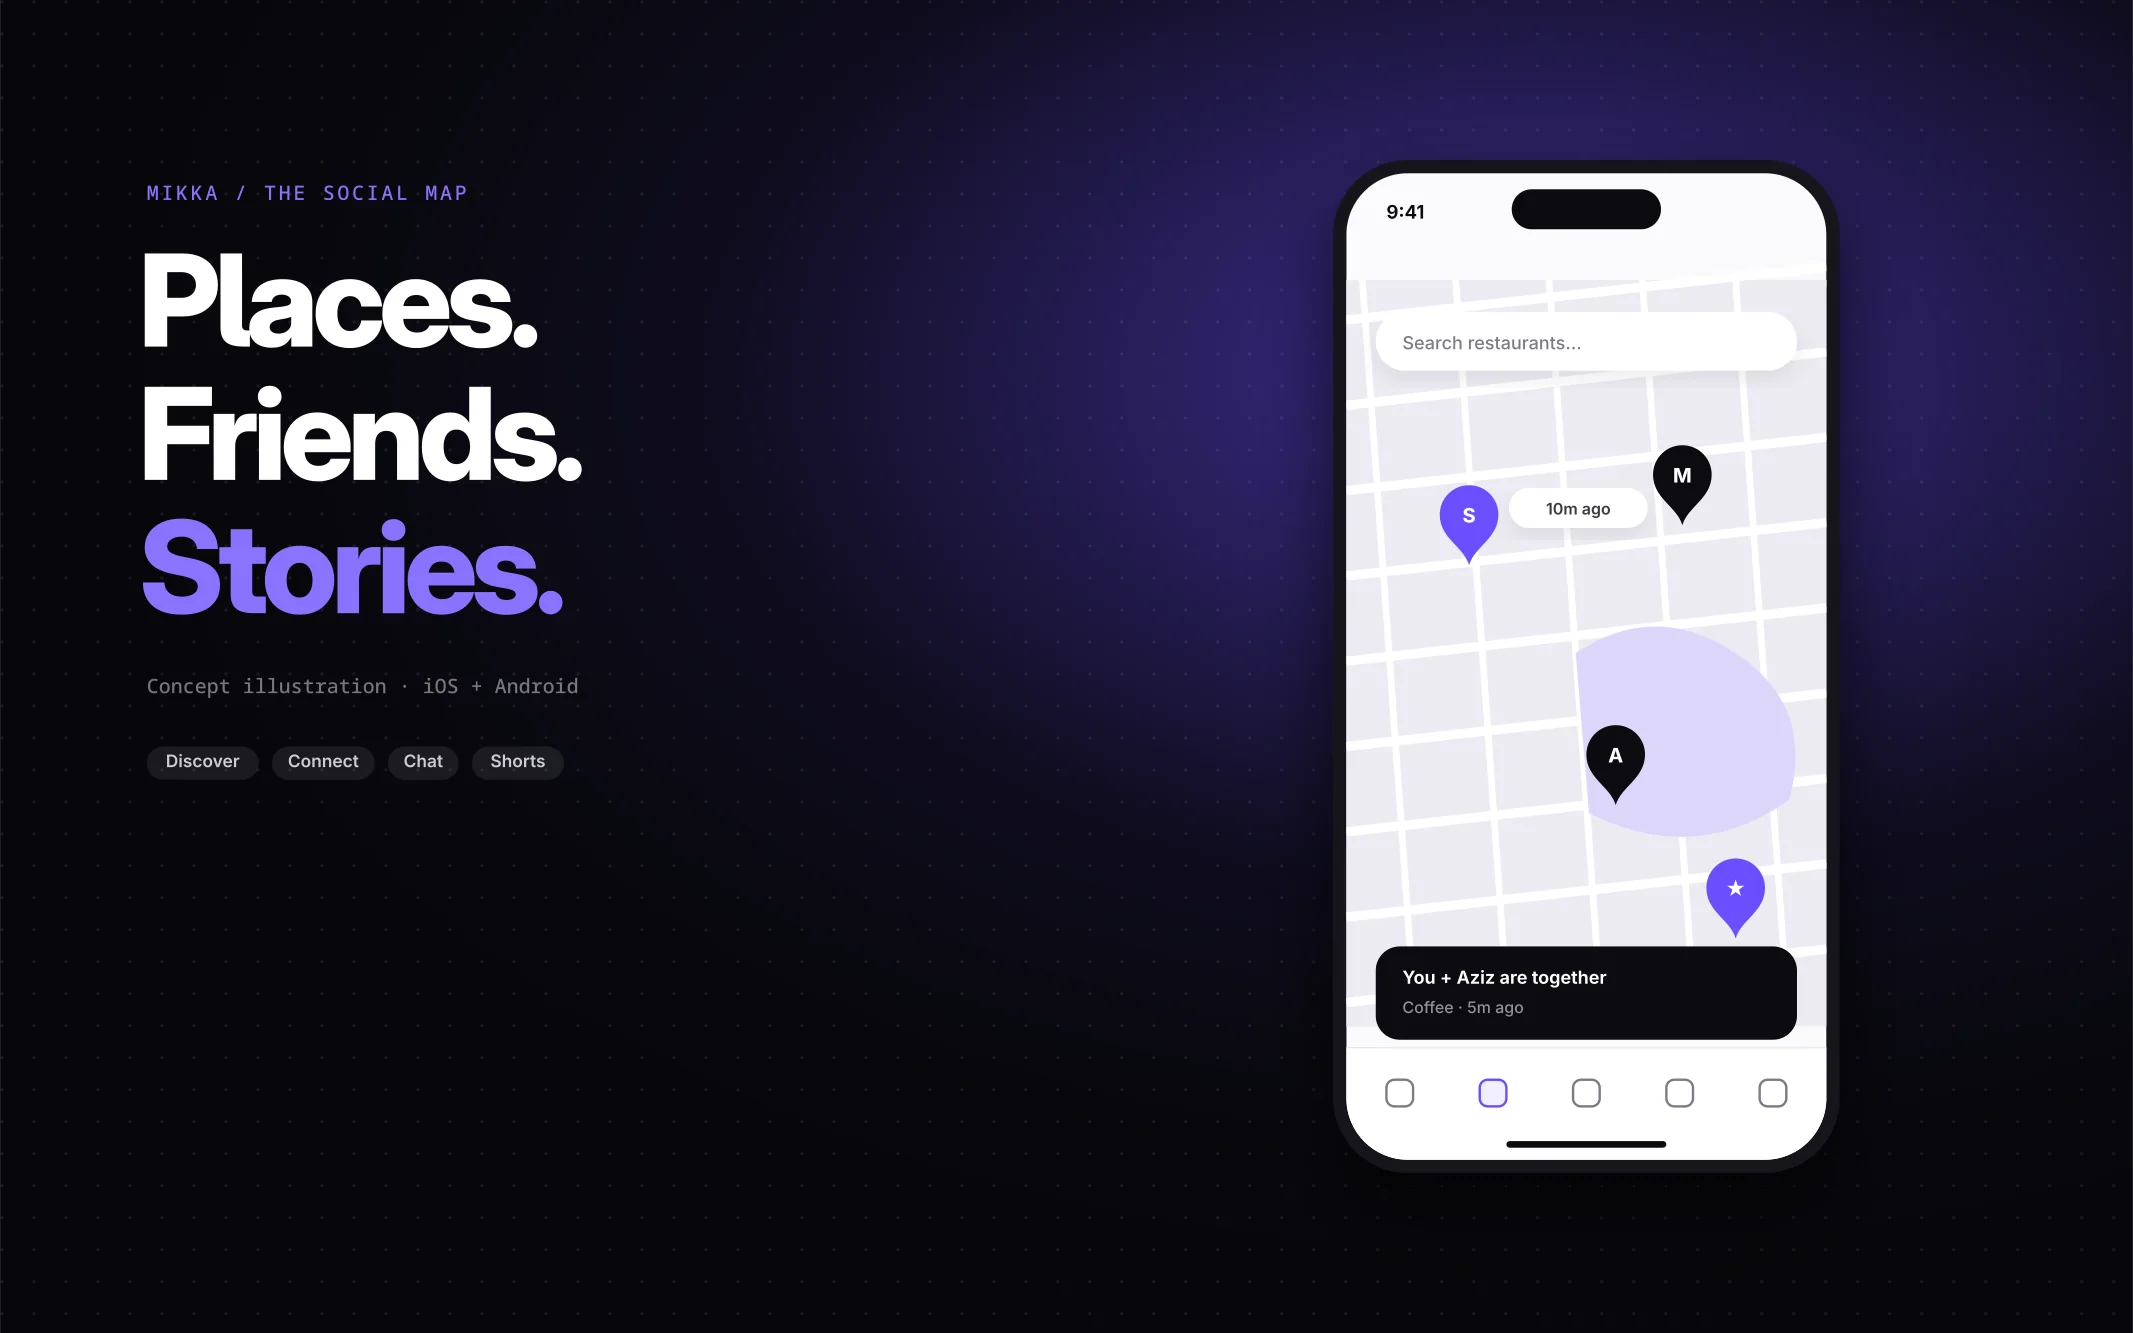 MIKKA / THE SOCIAL MAP
Places.
Friends.
Stories.
Concept illustration · iOS + Android
Discover
Connect
Chat
Shorts
9:41
Search restaurants...
M
S
10m ago
A
★
You + Aziz are together
Coffee · 5m ago